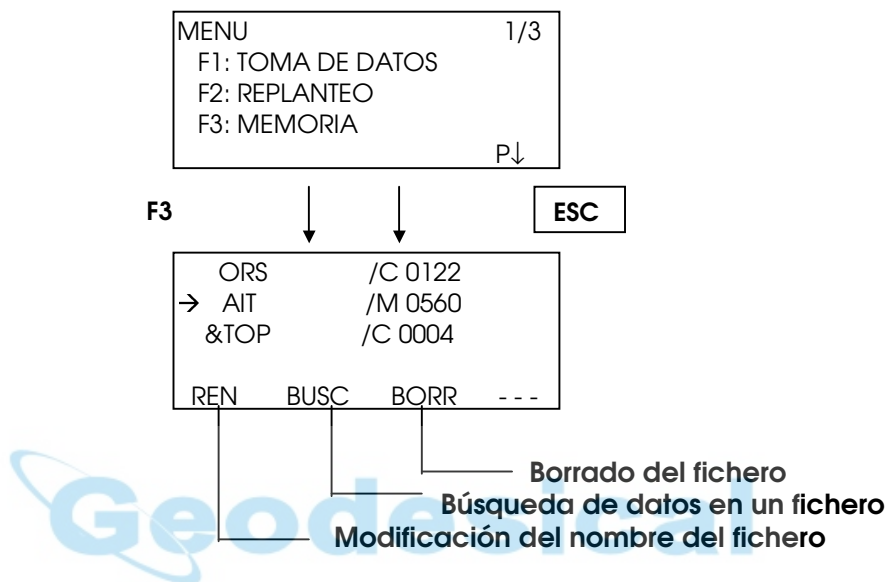 MENU 1/3
F1: TOMA DE DATOS
F2: REPLANTEO
F3: MEMORIA
P↓
F3 ESC
ORS /C 0122
→ AIT /M 0560
&TOP /C 0004
REN BUSC BORR - - -
Borrado del fichero
Búsqueda de datos en un fichero
Modificación del nombre del fichero
Geodesical